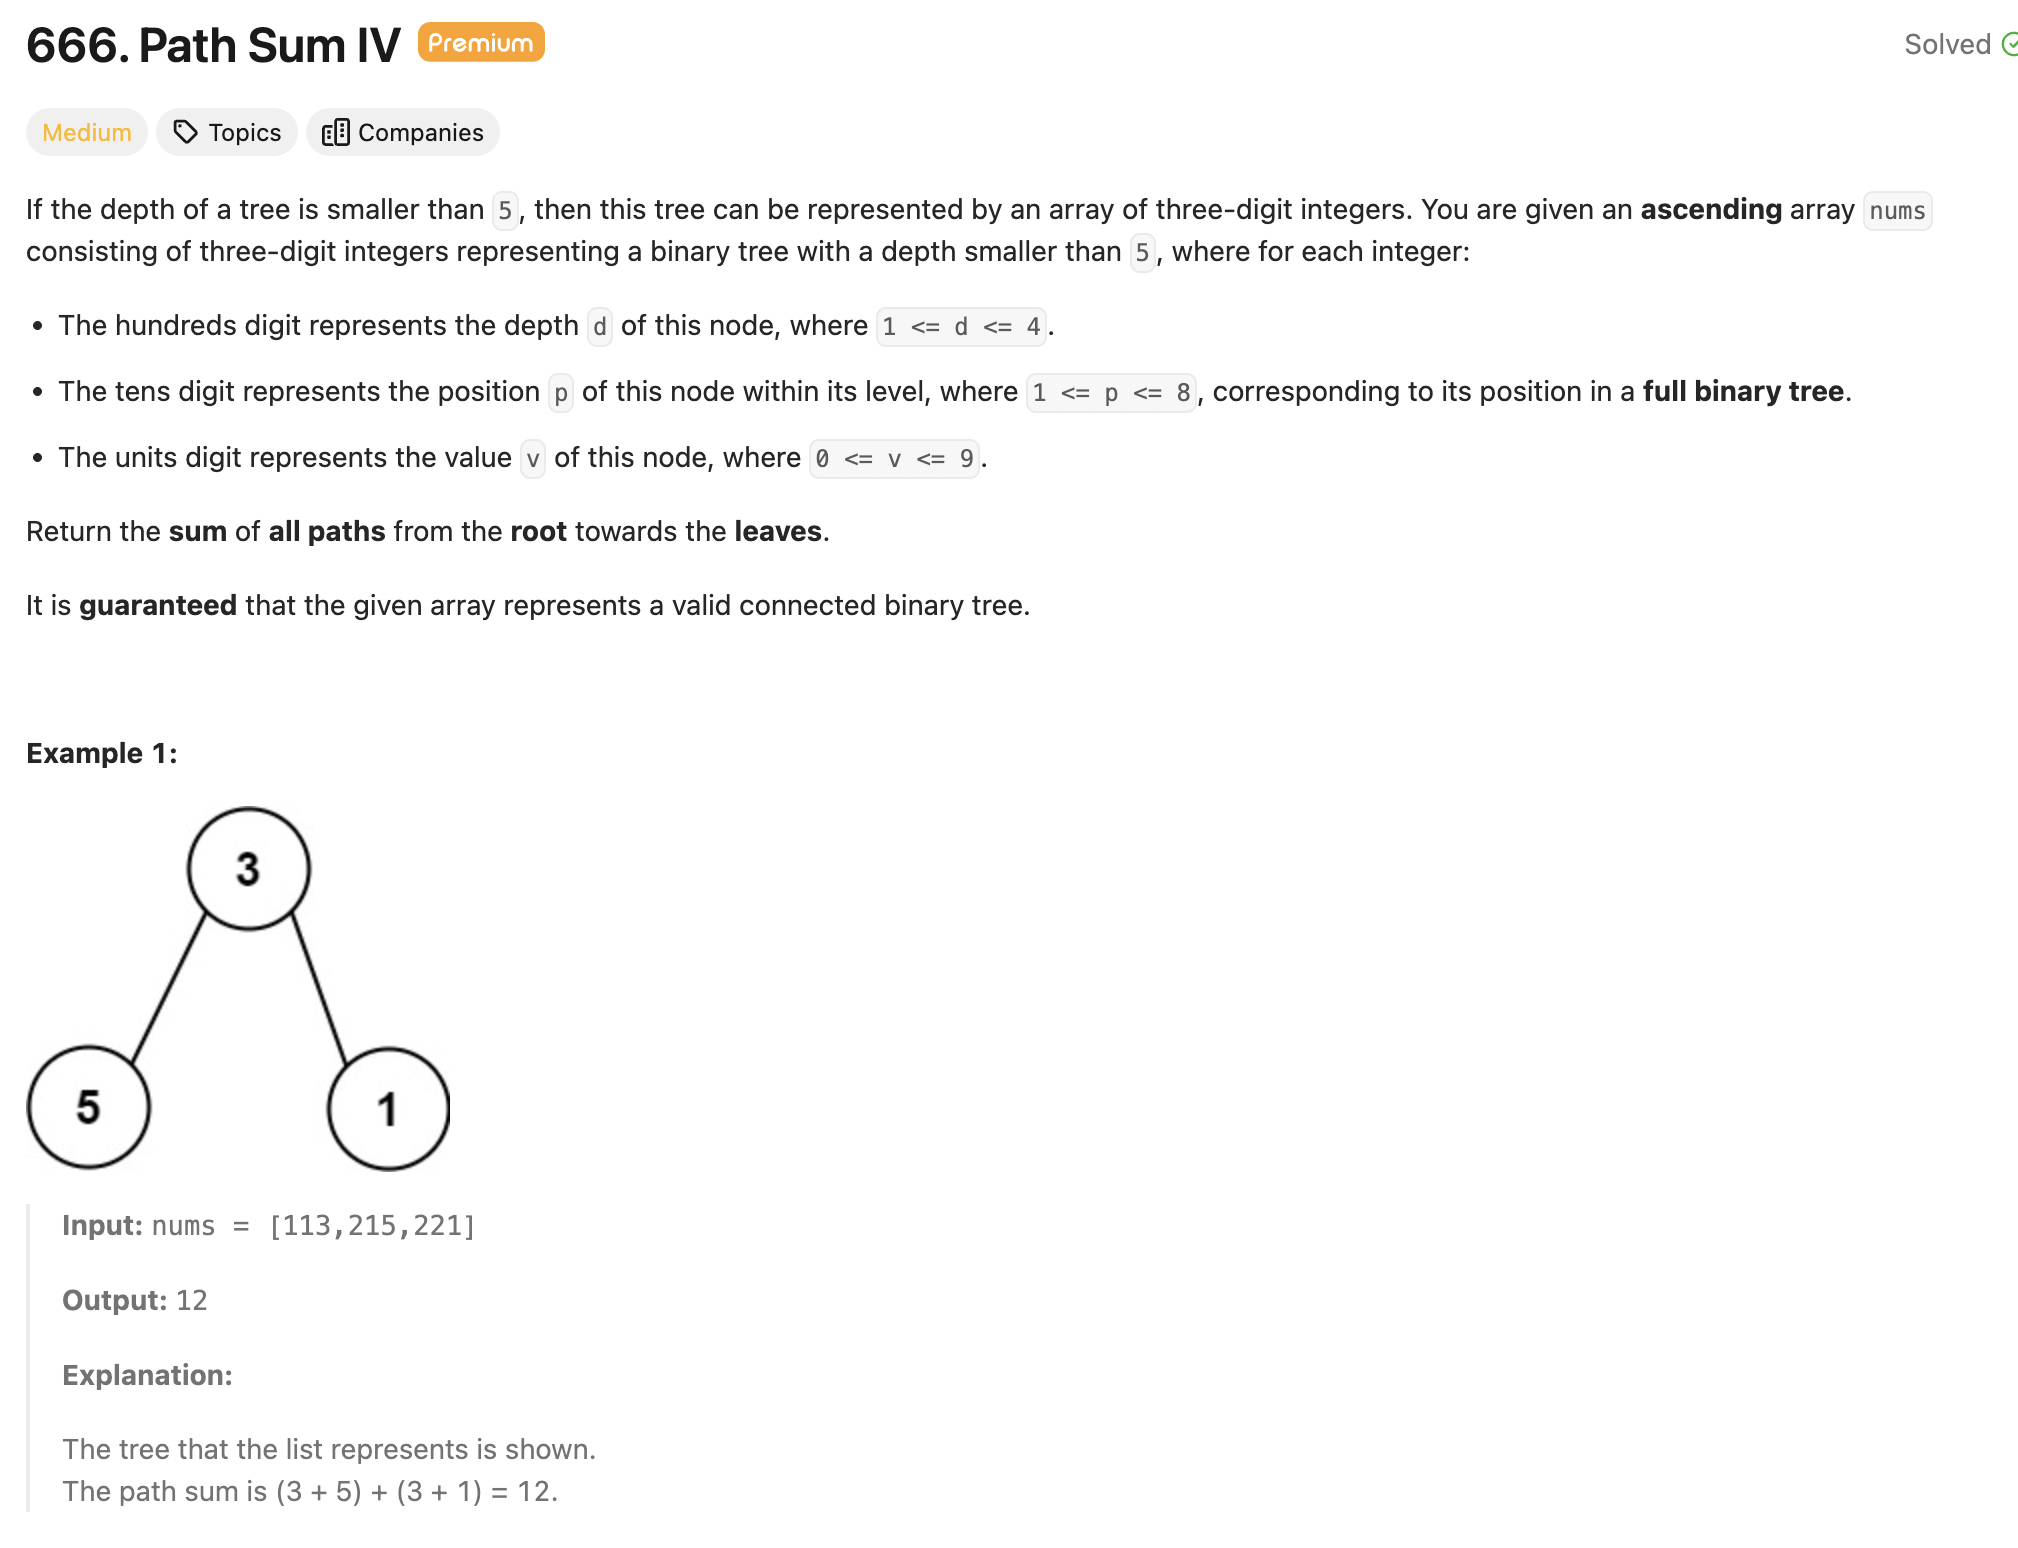 666. Path Sum IV Premium Solved
Medium Topics Companies
If the depth of a tree is smaller than 5, then this tree can be represented by an array of three-digit integers. You are given an ascending array nums
consisting of three-digit integers representing a binary tree with a depth smaller than 5, where for each integer:
• The hundreds digit represents the depth d of this node, where 1 <= d <= 4.
• The tens digit represents the position p of this node within its level, where 1 <= p <= 8, corresponding to its position in a full binary tree.
• The units digit represents the value v of this node, where 0 <= v <= 9.
Return the sum of all paths from the root towards the leaves.
It is guaranteed that the given array represents a valid connected binary tree.
Example 1:
3
5 1
Input: nums = [113,215,221]
Output: 12
Explanation:
The tree that the list represents is shown.
The path sum is (3 + 5) + (3 + 1) = 12.